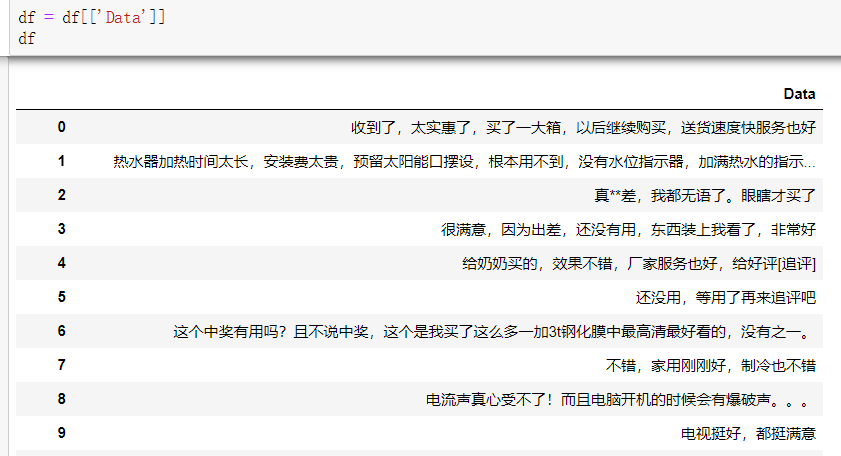 df = df[['Data']]
df
Data
0 收到了，太实惠了，买了一大箱，以后继续购买，送货速度快服务也好
1 热水器加热时间太长，安装费太贵，预留太阳能口摆设，根本用不到，没有水位指示器，加满热水的指示...
2 真**差，我都无语了。眼瞎才买了
3 很满意，因为出差，还没有用，东西装上我看了，非常好
4 给奶奶买的，效果不错，厂家服务也好，给好评[追评]
5 还没用，等用了再来追评吧
6 这个中奖有用吗？且不说中奖，这个是我买了这么多一加3t钢化膜中最高清最好看的，没有之一。
7 不错，家用刚刚好，制冷也不错
8 电流声真心受不了！而且电脑开机的时候会有爆破声。。。
9 电视挺好，都挺满意